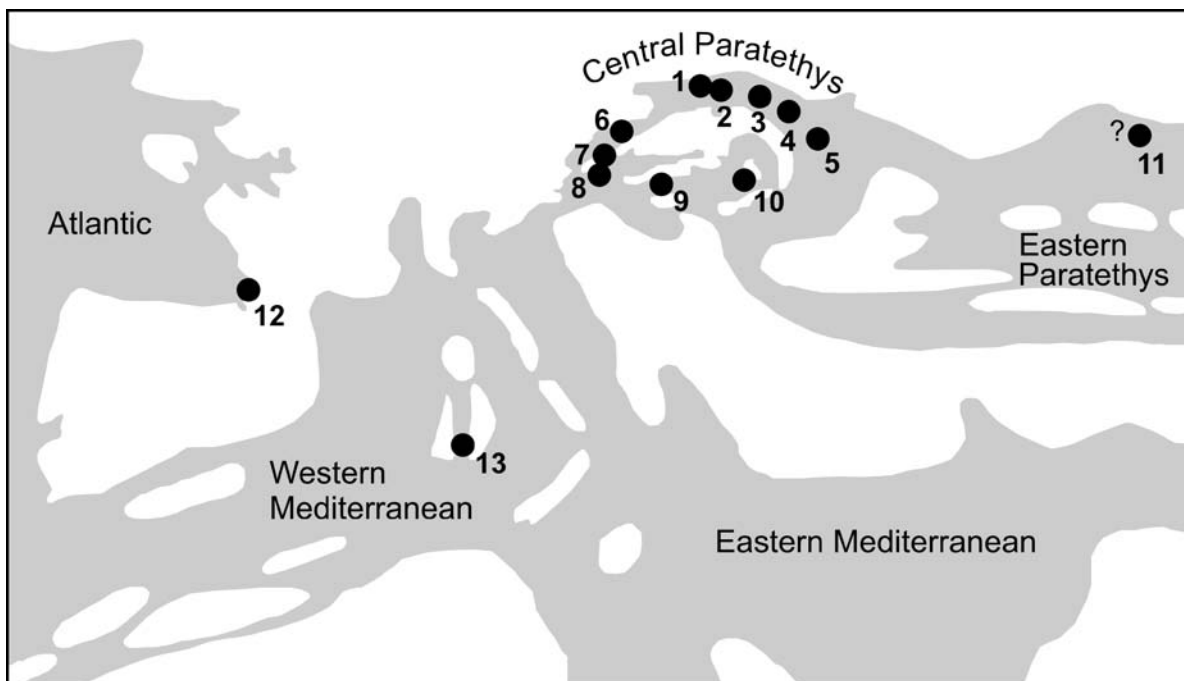 Central Paratethys
1
2
3
4
5
6
7
8
9
10
?
11
Atlantic
Eastern
Paratethys
12
13
Western
Mediterranean
Eastern Mediterranean